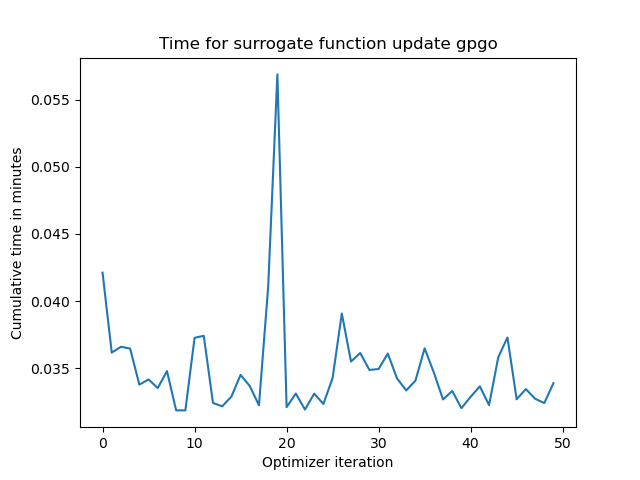 Time for surrogate function update gpgo
Cumulative time in minutes
0.055
0.050
0.045
0.040
0.035
0 10 20 30 40 50
Optimizer iteration